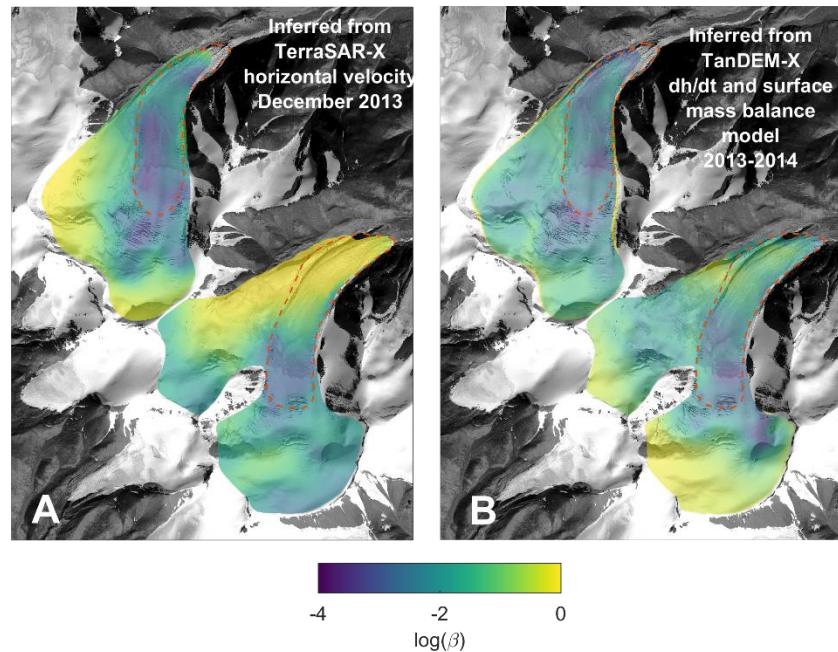 Inferred from
TerraSAR-X
horizontal velocity
December 2013
Inferred from
TanDEM-X
dh/dt and surface
mass balance
model
2013-2014
A
B
-4
-2
0
log(β)